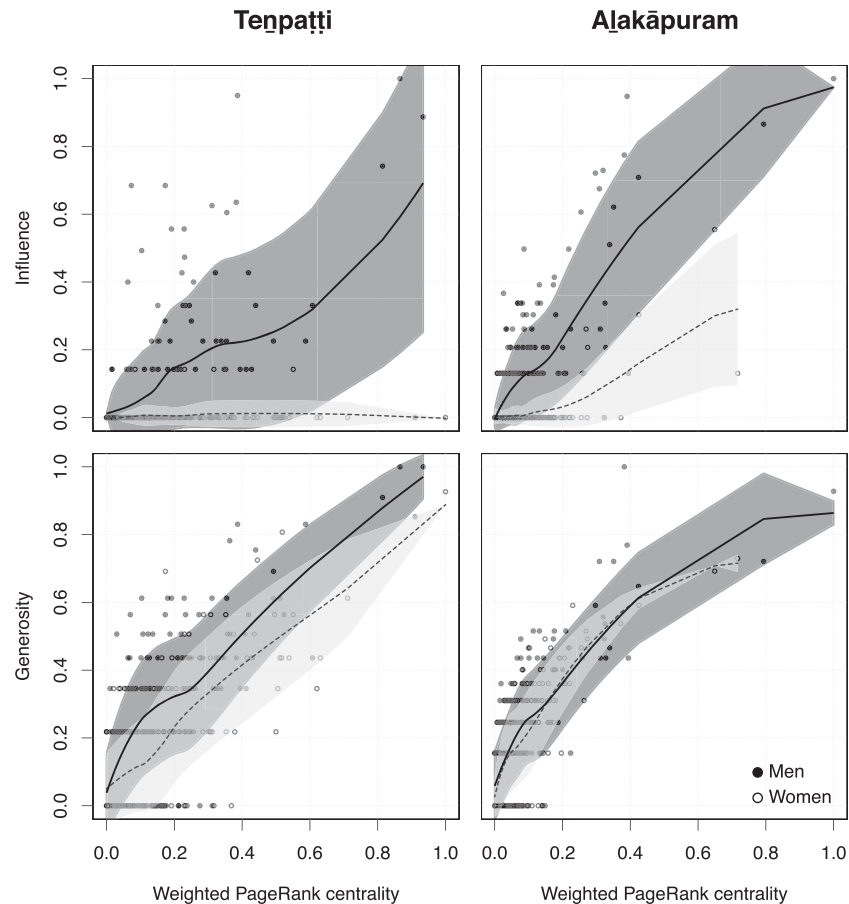 Teṉpaṭṭi Aḻakāpuram
Influence
1.0
0.8
0.6
0.4
0.2
0.0
Generosity
1.0
0.8
0.6
0.4
0.2
0.0
Men
Women
0.0 0.2 0.4 0.6 0.8 1.0 0.0 0.2 0.4 0.6 0.8 1.0
Weighted PageRank centrality Weighted PageRank centrality